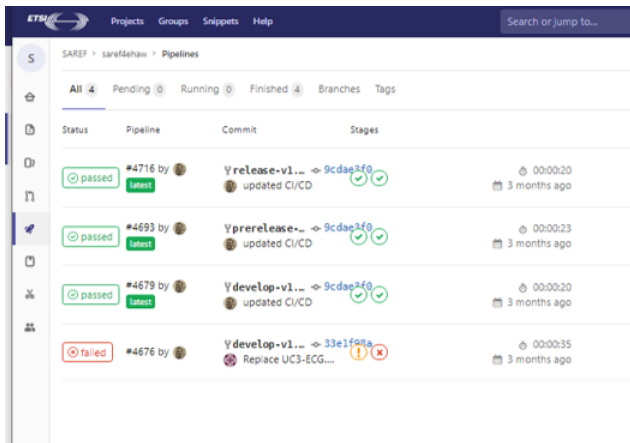 ETSI Projects Groups Snippets Help Search or jump to...
S
SAREF > saref4ehaw > Pipelines
All 4 Pending 0 Running 0 Finished 4 Branches Tags
Status Pipeline Commit Stages
passed #4716 by release-v1... 9cdae3f0 00:00:20
latest updated CI/CD 3 months ago
passed #4693 by prerelease-... 9cdae3f0 00:00:23
latest updated CI/CD 3 months ago
passed #4679 by develop-v1... 9cdae3f0 00:00:20
latest updated CI/CD 3 months ago
failed #4676 by develop-v1... 33e1f98a 00:00:35
Replace UC3-ECG.... 3 months ago